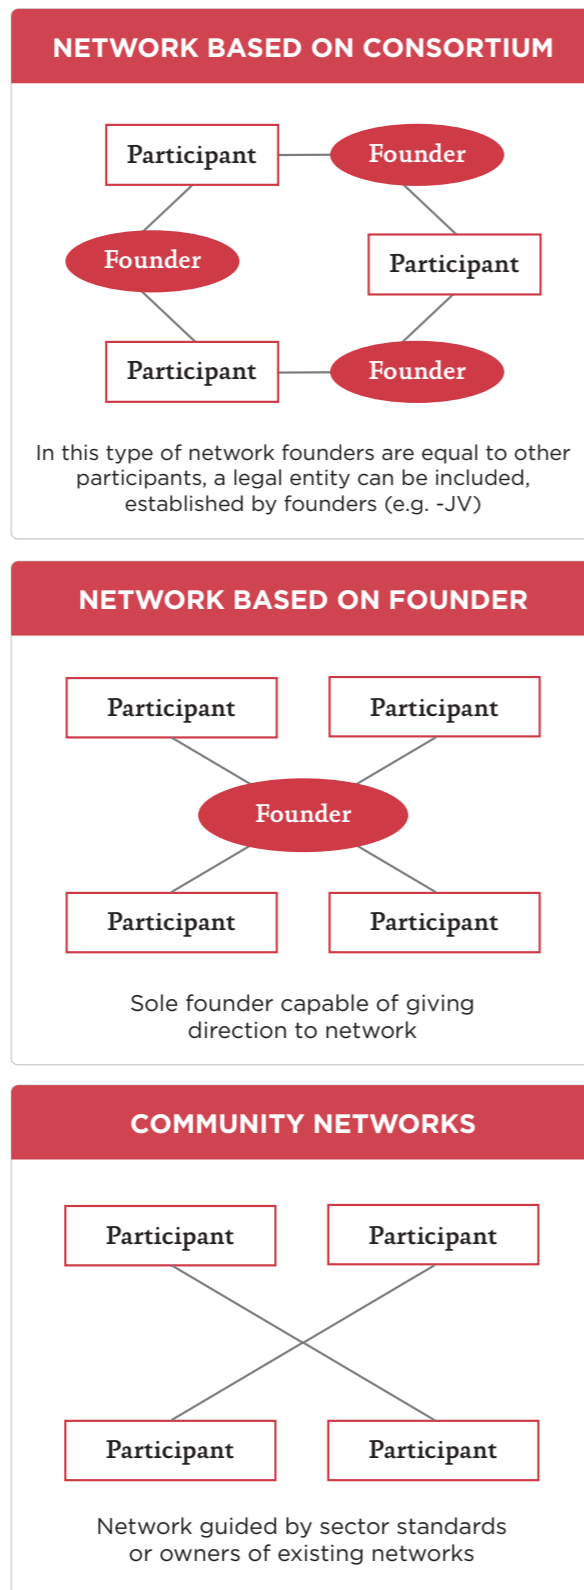 NETWORK BASED ON CONSORTIUM
Participant
Founder
Founder
Participant
Participant
Founder
In this type of network founders are equal to other
participants, a legal entity can be included,
established by founders (e.g. -JV)
NETWORK BASED ON FOUNDER
Participant
Participant
Founder
Participant
Participant
Sole founder capable of giving
direction to network
COMMUNITY NETWORKS
Participant
Participant
Participant
Participant
Network guided by sector standards
or owners of existing networks